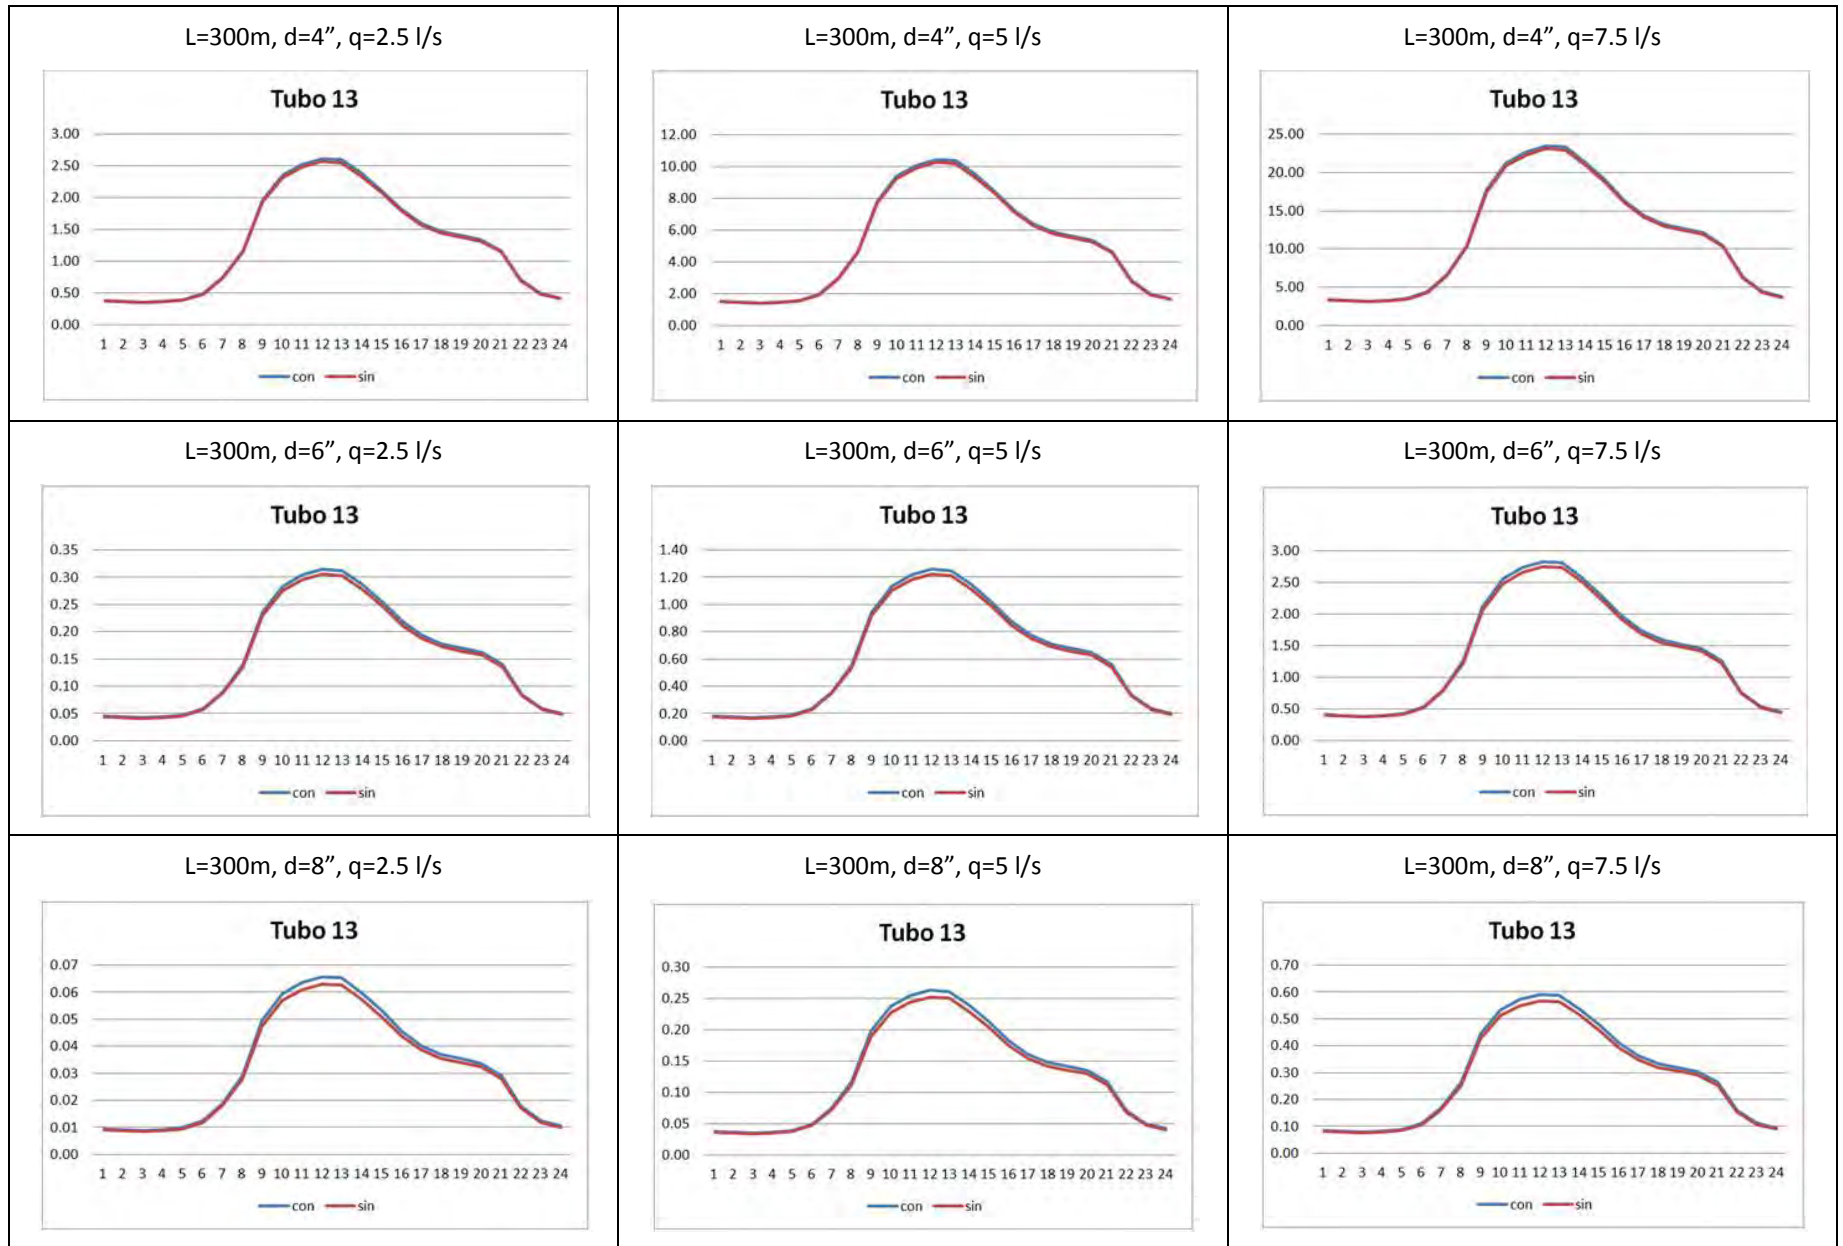 L=300m, d=4”, q=2.5 l/s
Tubo 13
3.00
2.50
2.00
1.50
1.00
0.50
0.00
1 2 3 4 5 6 7 8 9 10 11 12 13 14 15 16 17 18 19 20 21 22 23 24
con sin
L=300m, d=4”, q=5 l/s
Tubo 13
12.00
10.00
8.00
6.00
4.00
2.00
0.00
1 2 3 4 5 6 7 8 9 10 11 12 13 14 15 16 17 18 19 20 21 22 23 24
con sin
L=300m, d=4”, q=7.5 l/s
Tubo 13
25.00
20.00
15.00
10.00
5.00
0.00
1 2 3 4 5 6 7 8 9 10 11 12 13 14 15 16 17 18 19 20 21 22 23 24
con sin
L=300m, d=6”, q=2.5 l/s
Tubo 13
0.35
0.30
0.25
0.20
0.15
0.10
0.05
0.00
1 2 3 4 5 6 7 8 9 10 11 12 13 14 15 16 17 18 19 20 21 22 23 24
con sin
L=300m, d=6”, q=5 l/s
Tubo 13
1.40
1.20
1.00
0.80
0.60
0.40
0.20
0.00
1 2 3 4 5 6 7 8 9 10 11 12 13 14 15 16 17 18 19 20 21 22 23 24
con sin
L=300m, d=6”, q=7.5 l/s
Tubo 13
3.00
2.50
2.00
1.50
1.00
0.50
0.00
1 2 3 4 5 6 7 8 9 10 11 12 13 14 15 16 17 18 19 20 21 22 23 24
con sin
L=300m, d=8”, q=2.5 l/s
Tubo 13
0.07
0.06
0.05
0.04
0.03
0.02
0.01
0.00
1 2 3 4 5 6 7 8 9 10 11 12 13 14 15 16 17 18 19 20 21 22 23 24
con sin
L=300m, d=8”, q=5 l/s
Tubo 13
0.30
0.25
0.20
0.15
0.10
0.05
0.00
1 2 3 4 5 6 7 8 9 10 11 12 13 14 15 16 17 18 19 20 21 22 23 24
con sin
L=300m, d=8”, q=7.5 l/s
Tubo 13
0.70
0.60
0.50
0.40
0.30
0.20
0.10
0.00
1 2 3 4 5 6 7 8 9 10 11 12 13 14 15 16 17 18 19 20 21 22 23 24
con sin